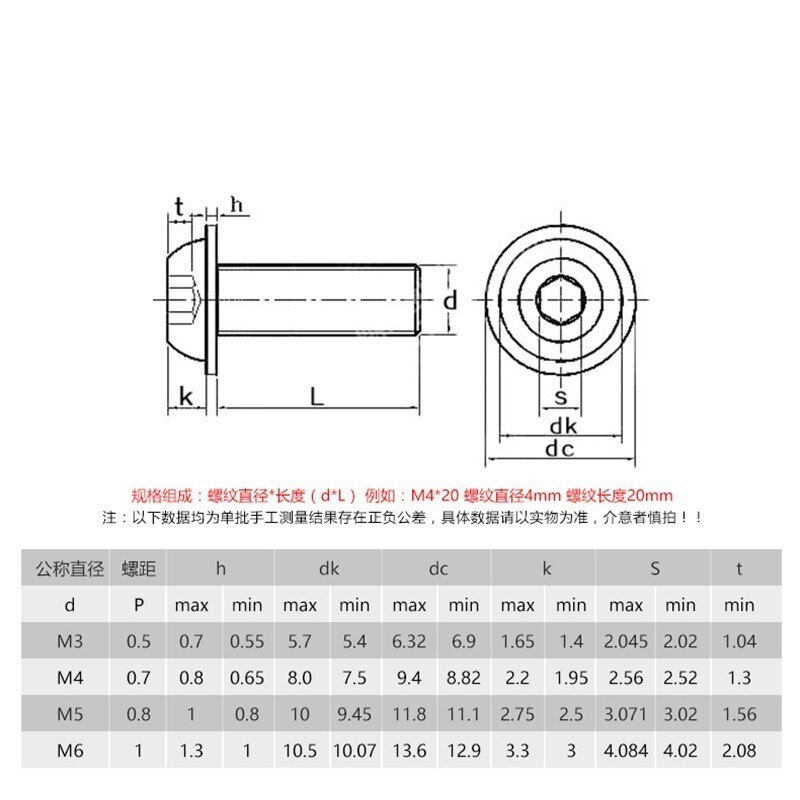 t h
d
k L
s
dk
dc
规格组成：螺纹直径*长度（d*L） 例如：M4*20 螺纹直径4mm 螺纹长度20mm
注：以下数据均为单批手工测量结果存在正负公差，具体数据请以实物为准，介意者慎拍！！
公称直径 螺距 h dk dc k S t
d P max min max min max min max min max min min
M3 0.5 0.7 0.55 5.7 5.4 6.32 6.9 1.65 1.4 2.045 2.02 1.04
M4 0.7 0.8 0.65 8.0 7.5 9.4 8.82 2.2 1.95 2.56 2.52 1.3
M5 0.8 1 0.8 10 9.45 11.8 11.1 2.75 2.5 3.071 3.02 1.56
M6 1 1.3 1 10.5 10.07 13.6 12.9 3.3 3 4.084 4.02 2.08